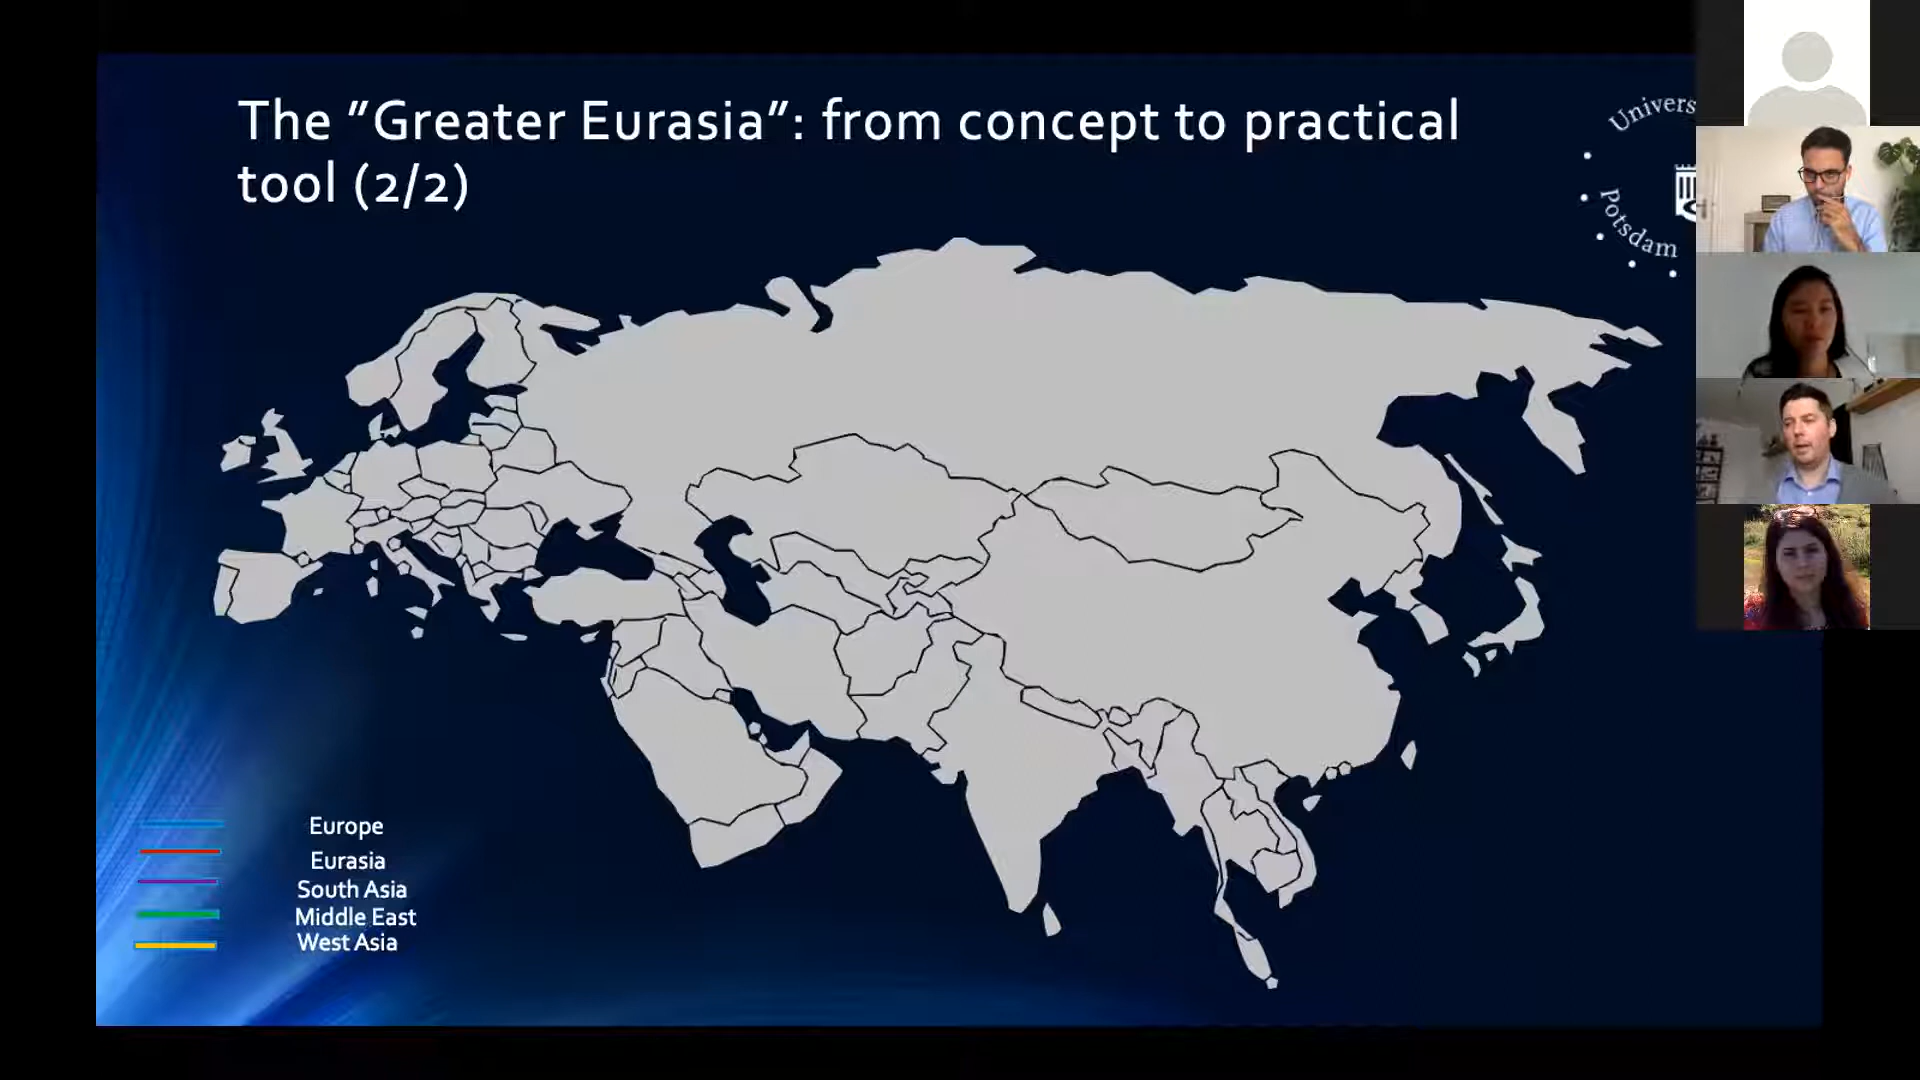 The ”Greater Eurasia”: from concept to practical
tool (2/2)
Univers
Potsdam
Europe
Eurasia
South Asia
Middle East
West Asia